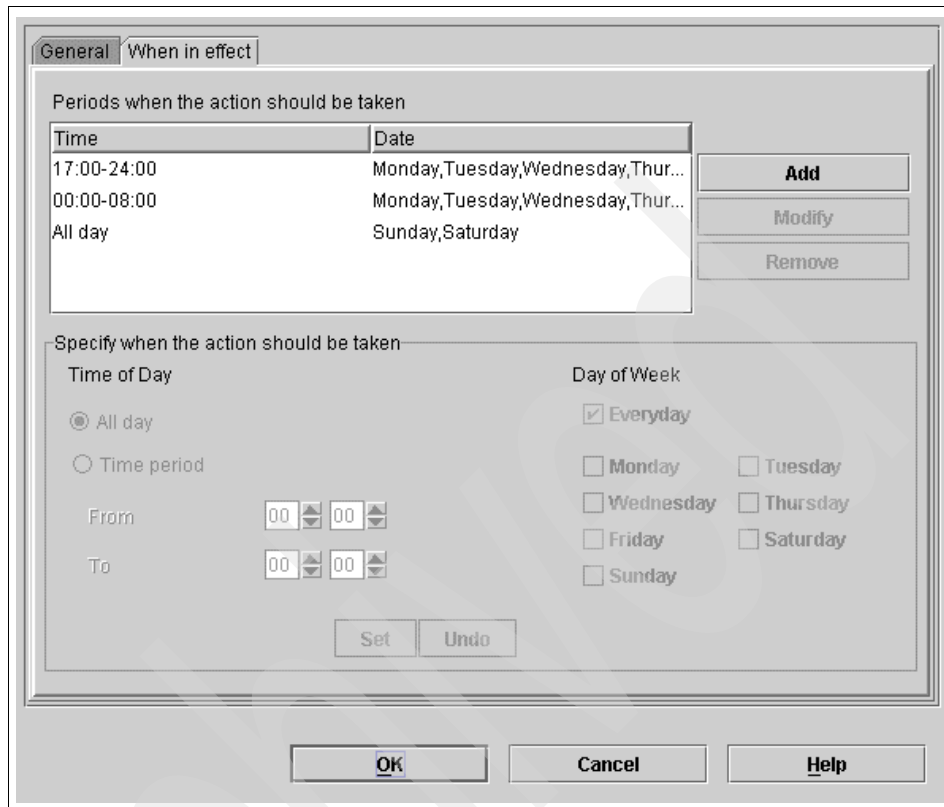 General When in effect
Periods when the action should be taken
Time Date
17:00-24:00 Monday,Tuesday,Wednesday,Thur...
00:00-08:00 Monday,Tuesday,Wednesday,Thur...
All day Sunday,Saturday
Add
Modify
Remove
Specify when the action should be taken
Time of Day Day of Week
All day Everyday
Time period Monday Tuesday
From 00 00 Wednesday Thursday
Friday Saturday
To 00 00 Sunday
Set Undo
OK Cancel Help